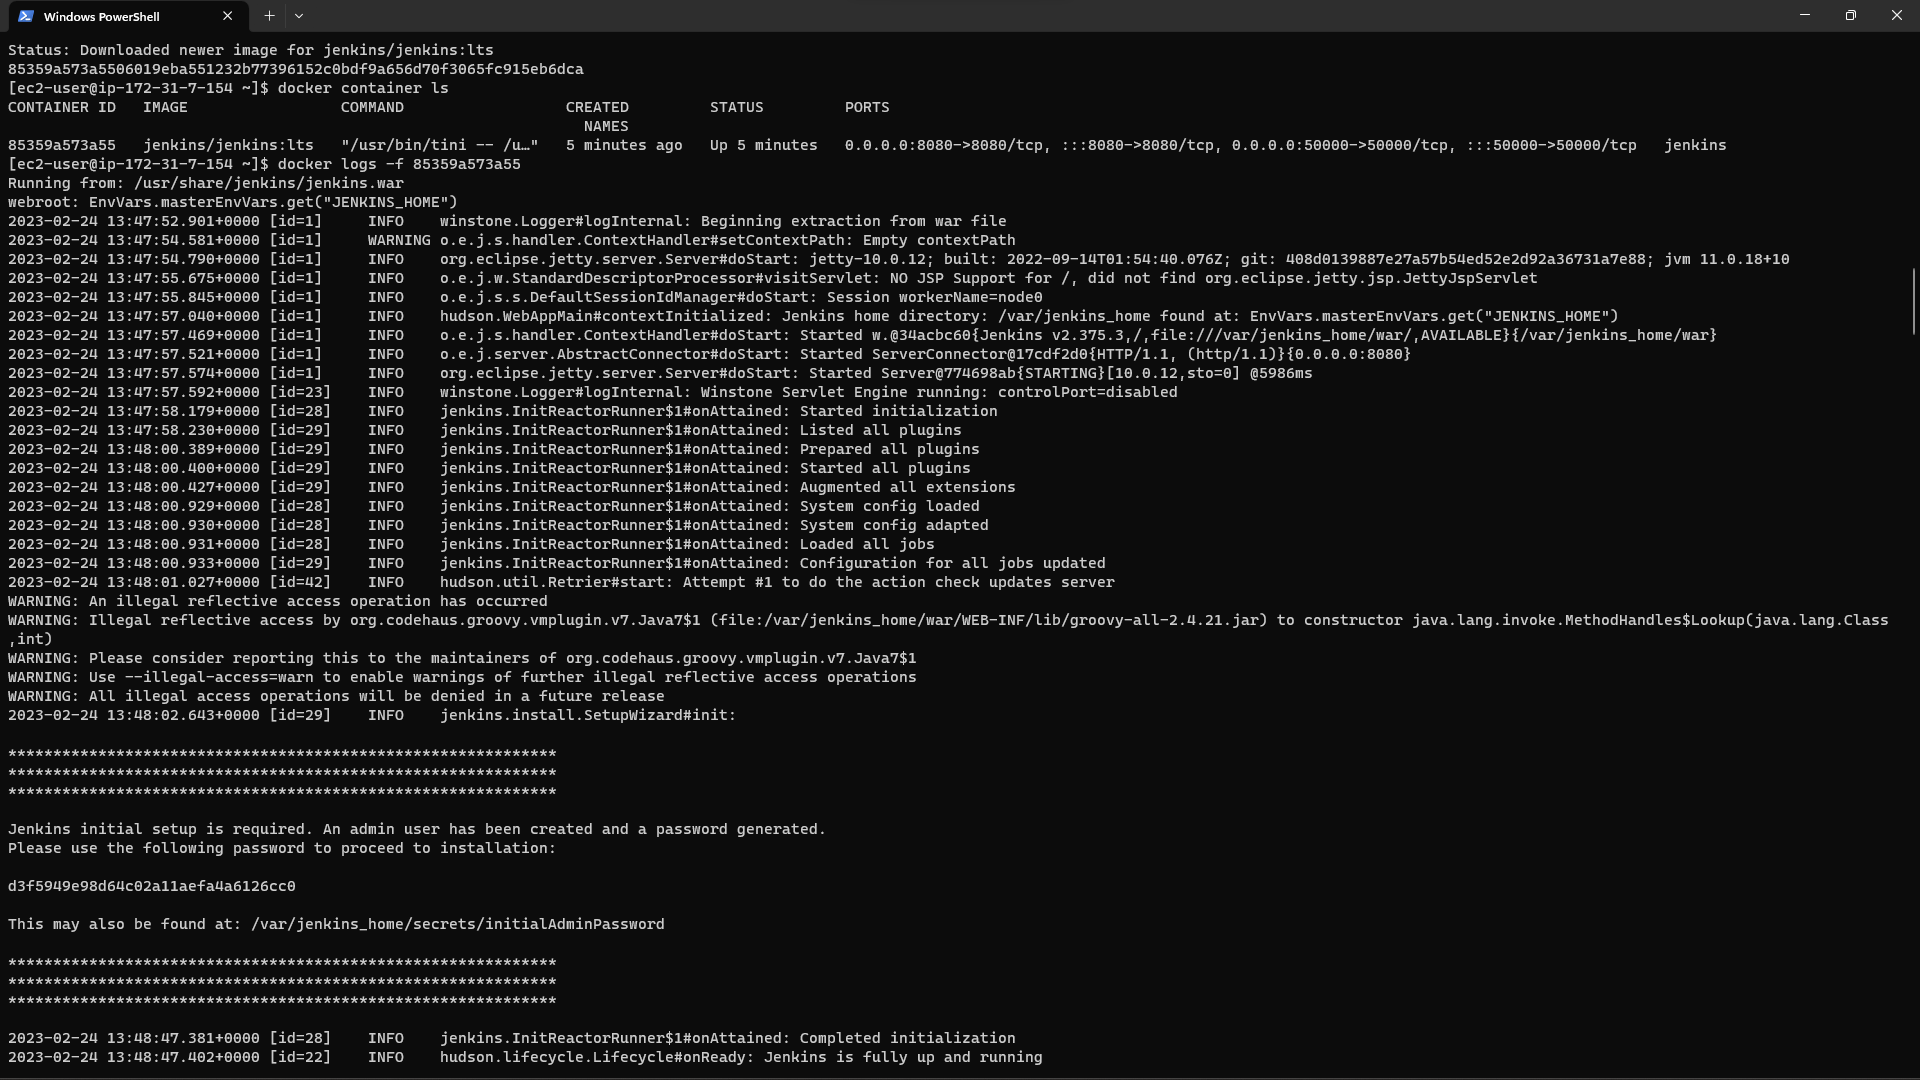 Windows PowerShell
Status: Downloaded newer image for jenkins/jenkins:lts
85359a573a5506019eba551232b77396152c0bdf9a656d70f3065fc915eb6dca
[ec2-user@ip-172-31-7-154 ~]$ docker container ls
CONTAINER ID   IMAGE                 COMMAND                  CREATED         STATUS         PORTS
                                                                NAMES
85359a573a55   jenkins/jenkins:lts   "/usr/bin/tini -- /u…"   5 minutes ago   Up 5 minutes   0.0.0.0:8080->8080/tcp, :::8080->8080/tcp, 0.0.0.0:50000->50000/tcp, :::50000->50000/tcp   jenkins
[ec2-user@ip-172-31-7-154 ~]$ docker logs -f 85359a573a55
Running from: /usr/share/jenkins/jenkins.war
webroot: EnvVars.masterEnvVars.get("JENKINS_HOME")
2023-02-24 13:47:52.901+0000 [id=1]     INFO    winstone.Logger#logInternal: Beginning extraction from war file
2023-02-24 13:47:54.581+0000 [id=1]     WARNING o.e.j.s.handler.ContextHandler#setContextPath: Empty contextPath
2023-02-24 13:47:54.790+0000 [id=1]     INFO    org.eclipse.jetty.server.Server#doStart: jetty-10.0.12; built: 2022-09-14T01:54:40.076Z; git: 408d0139887e27a57b54ed52e2d92a36731a7e88; jvm 11.0.18+10
2023-02-24 13:47:55.675+0000 [id=1]     INFO    o.e.j.w.StandardDescriptorProcessor#visitServlet: NO JSP Support for /, did not find org.eclipse.jetty.jsp.JettyJspServlet
2023-02-24 13:47:55.845+0000 [id=1]     INFO    o.e.j.s.s.DefaultSessionIdManager#doStart: Session workerName=node0
2023-02-24 13:47:57.040+0000 [id=1]     INFO    hudson.WebAppMain#contextInitialized: Jenkins home directory: /var/jenkins_home found at: EnvVars.masterEnvVars.get("JENKINS_HOME")
2023-02-24 13:47:57.469+0000 [id=1]     INFO    o.e.j.s.handler.ContextHandler#doStart: Started w.@34acbc60{Jenkins v2.375.3,/,file:///var/jenkins_home/war/,AVAILABLE}{/var/jenkins_home/war}
2023-02-24 13:47:57.521+0000 [id=1]     INFO    o.e.j.server.AbstractConnector#doStart: Started ServerConnector@17cdf2d0{HTTP/1.1, (http/1.1)}{0.0.0.0:8080}
2023-02-24 13:47:57.574+0000 [id=1]     INFO    org.eclipse.jetty.server.Server#doStart: Started Server@774698ab{STARTING}[10.0.12,sto=0] @5986ms
2023-02-24 13:47:57.592+0000 [id=23]    INFO    winstone.Logger#logInternal: Winstone Servlet Engine running: controlPort=disabled
2023-02-24 13:47:58.179+0000 [id=28]    INFO    jenkins.InitReactorRunner$1#onAttained: Started initialization
2023-02-24 13:47:58.230+0000 [id=29]    INFO    jenkins.InitReactorRunner$1#onAttained: Listed all plugins
2023-02-24 13:48:00.389+0000 [id=29]    INFO    jenkins.InitReactorRunner$1#onAttained: Prepared all plugins
2023-02-24 13:48:00.400+0000 [id=29]    INFO    jenkins.InitReactorRunner$1#onAttained: Started all plugins
2023-02-24 13:48:00.427+0000 [id=29]    INFO    jenkins.InitReactorRunner$1#onAttained: Augmented all extensions
2023-02-24 13:48:00.929+0000 [id=28]    INFO    jenkins.InitReactorRunner$1#onAttained: System config loaded
2023-02-24 13:48:00.930+0000 [id=28]    INFO    jenkins.InitReactorRunner$1#onAttained: System config adapted
2023-02-24 13:48:00.931+0000 [id=28]    INFO    jenkins.InitReactorRunner$1#onAttained: Loaded all jobs
2023-02-24 13:48:00.933+0000 [id=29]    INFO    jenkins.InitReactorRunner$1#onAttained: Configuration for all jobs updated
2023-02-24 13:48:01.027+0000 [id=42]    INFO    hudson.util.Retrier#start: Attempt #1 to do the action check updates server
WARNING: An illegal reflective access operation has occurred
WARNING: Illegal reflective access by org.codehaus.groovy.vmplugin.v7.Java7$1 (file:/var/jenkins_home/war/WEB-INF/lib/groovy-all-2.4.21.jar) to constructor java.lang.invoke.MethodHandles$Lookup(java.lang.Class
,int)
WARNING: Please consider reporting this to the maintainers of org.codehaus.groovy.vmplugin.v7.Java7$1
WARNING: Use --illegal-access=warn to enable warnings of further illegal reflective access operations
WARNING: All illegal access operations will be denied in a future release
2023-02-24 13:48:02.643+0000 [id=29]    INFO    jenkins.install.SetupWizard#init:
*************************************************************
*************************************************************
*************************************************************
Jenkins initial setup is required. An admin user has been created and a password generated.
Please use the following password to proceed to installation:
d3f5949e98d64c02a11aefa4a6126cc0
This may also be found at: /var/jenkins_home/secrets/initialAdminPassword
*************************************************************
*************************************************************
*************************************************************
2023-02-24 13:48:47.381+0000 [id=28]    INFO    jenkins.InitReactorRunner$1#onAttained: Completed initialization
2023-02-24 13:48:47.402+0000 [id=22]    INFO    hudson.lifecycle.Lifecycle#onReady: Jenkins is fully up and running